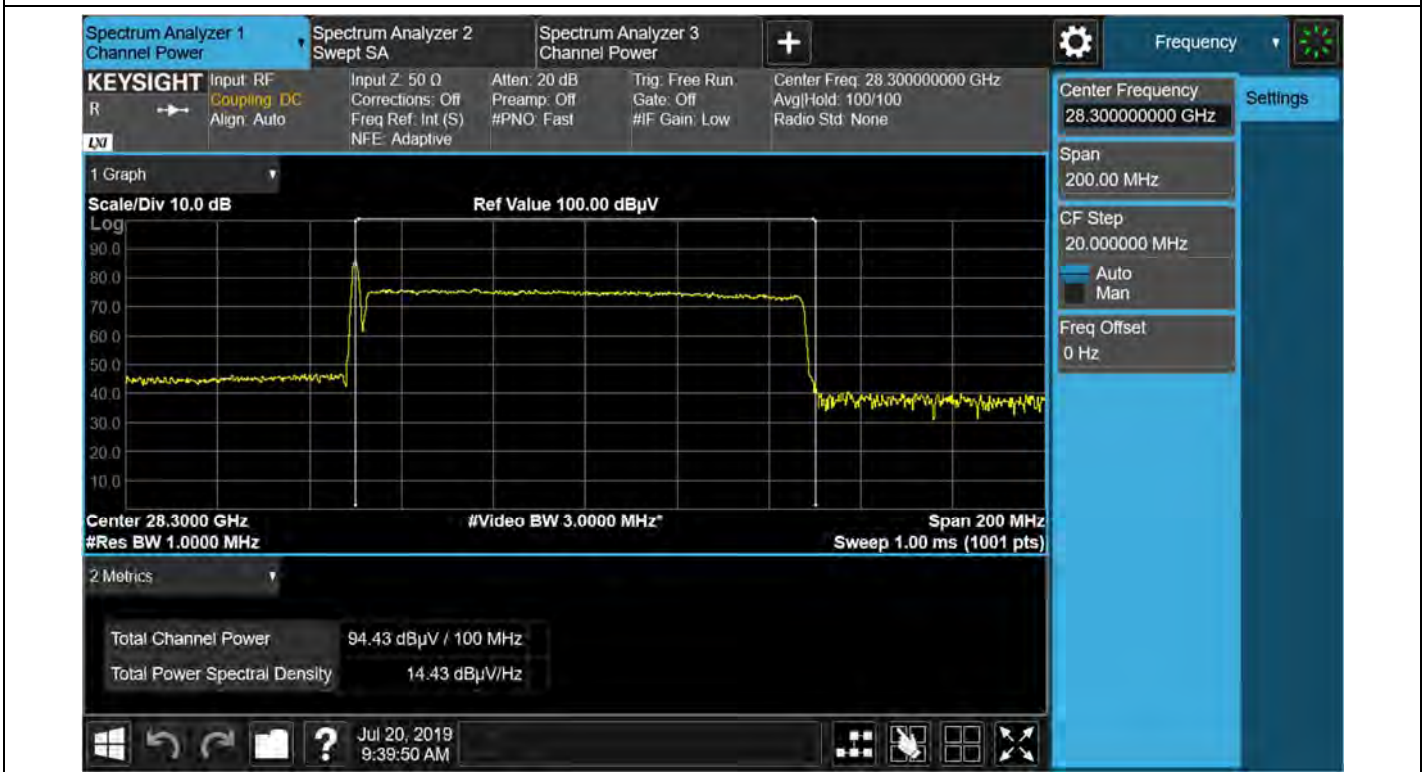 Spectrum Analyzer 1
Channel Power
Spectrum Analyzer 2
Swept SA
Spectrum Analyzer 3
Channel Power
+
Frequency
KEYSIGHT
R
LXI
Input: RF
Coupling: DC
Align: Auto
Input Z: 50 Ω
Corrections: Off
Freq Ref: Int (S)
NFE: Adaptive
Atten: 20 dB
Preamp: Off
#PNO: Fast
Trig: Free Run
Gate: Off
#IF Gain: Low
Center Freq: 28.300000000 GHz
Avg|Hold: 100/100
Radio Std: None
Center Frequency
28.300000000 GHz
Settings
Span
200.00 MHz
CF Step
20.000000 MHz
Auto
Man
Freq Offset
0 Hz
1 Graph
Scale/Div 10.0 dB
Ref Value 100.00 dBµV
Log
90.0
80.0
70.0
60.0
50.0
40.0
30.0
20.0
10.0
Center 28.3000 GHz
#Video BW 3.0000 MHz*
Span 200 MHz
#Res BW 1.0000 MHz
Sweep 1.00 ms (1001 pts)
2 Metrics
Total Channel Power 94.43 dBµV / 100 MHz
Total Power Spectral Density 14.43 dBµV/Hz
?
Jul 20, 2019
9:39:50 AM